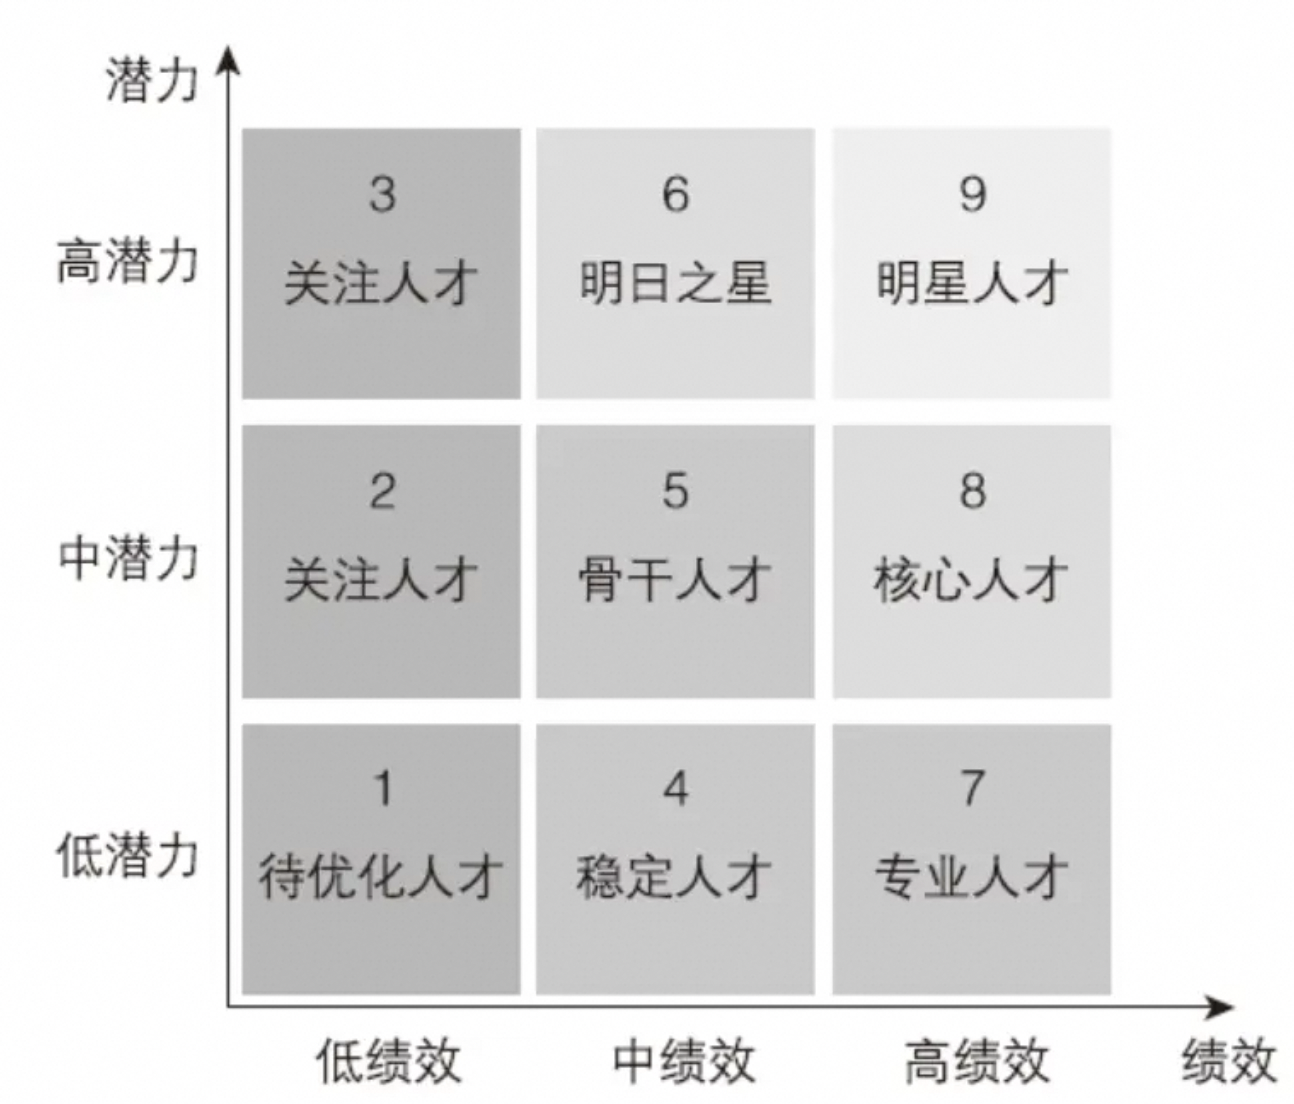 潜力
3
6
9
高潜力
关注人才
明日之星
明星人才
2
5
8
中潜力
关注人才
骨干人才
核心人才
1
4
7
低潜力
待优化人才
稳定人才
专业人才
低绩效
中绩效
高绩效
绩效